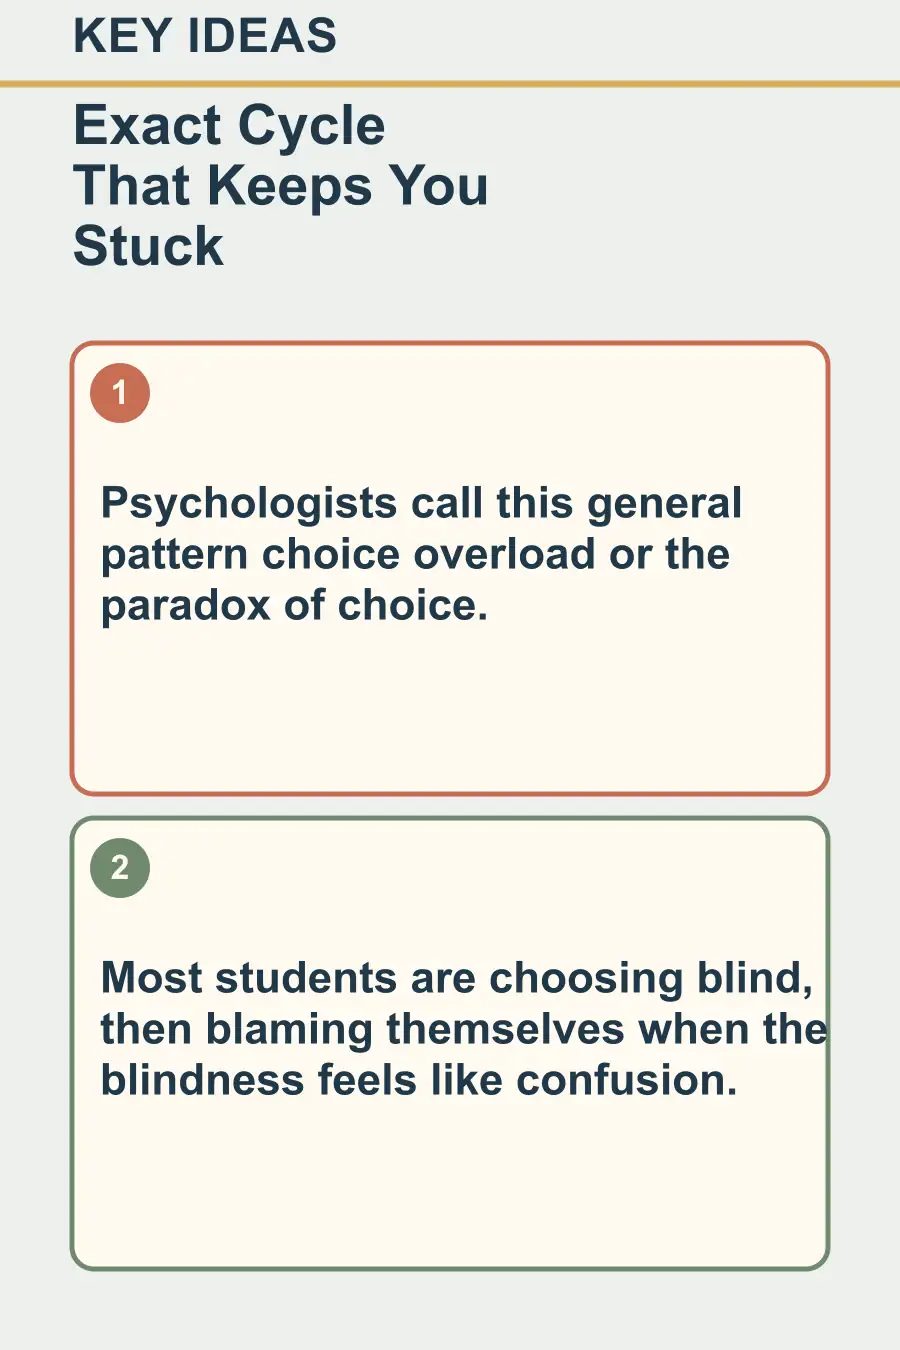 KEY IDEAS
Exact Cycle
That Keeps You
Stuck
1
Psychologists call this general
pattern choice overload or the
paradox of choice.
2
Most students are choosing blind,
then blaming themselves when the
blindness feels like confusion.